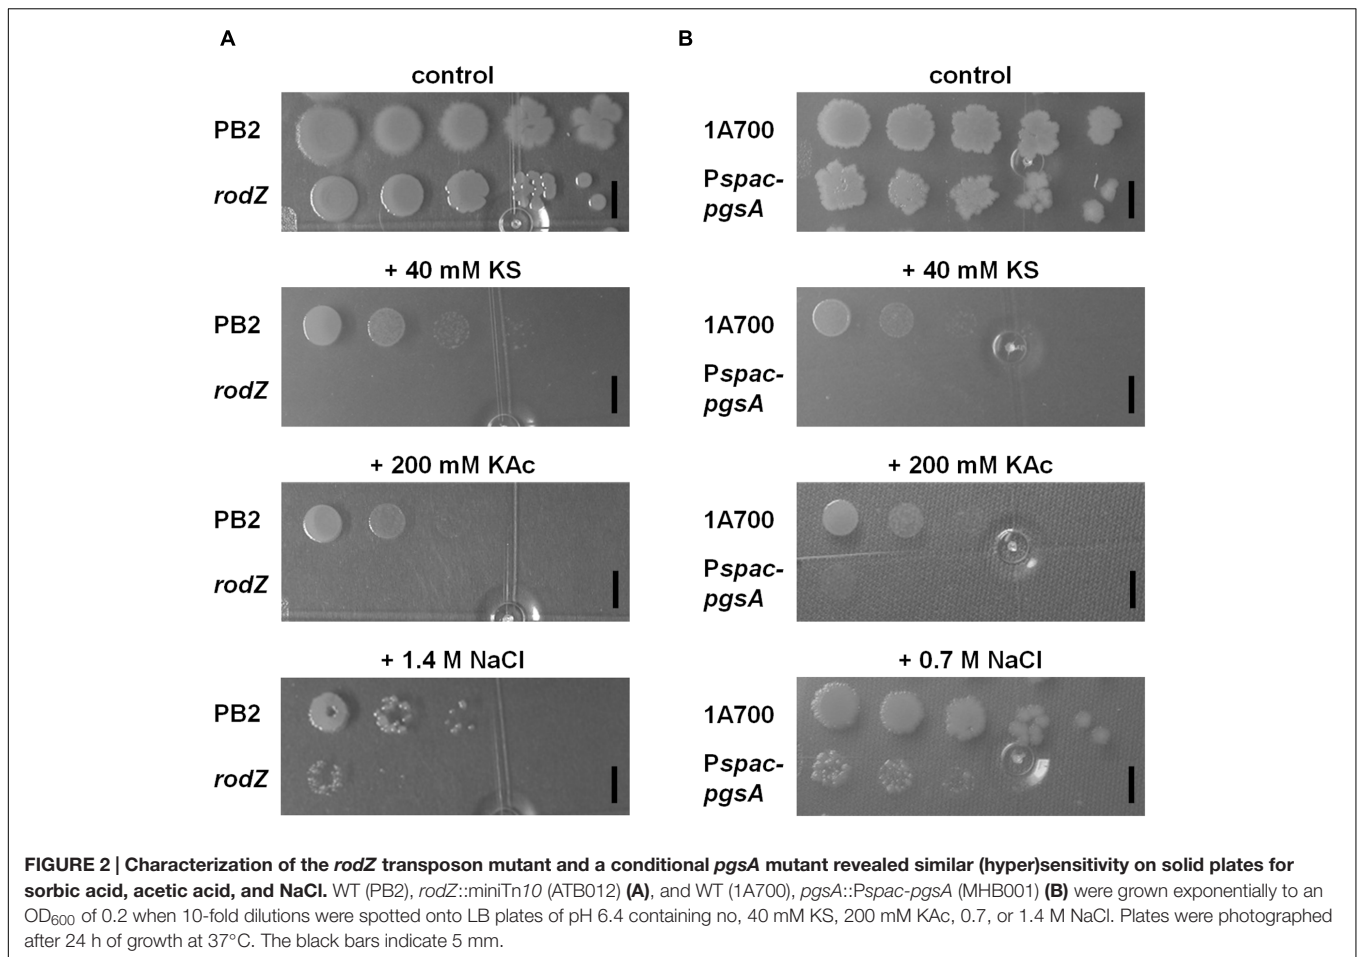 A
B
control
control
PB2
rodZ
1A700
Pspac-
pgsA
+ 40 mM KS
+ 40 mM KS
PB2
rodZ
1A700
Pspac-
pgsA
+ 200 mM KAc
+ 200 mM KAc
PB2
rodZ
1A700
Pspac-
pgsA
+ 1.4 M NaCl
+ 0.7 M NaCl
PB2
rodZ
1A700
Pspac-
pgsA
FIGURE 2 | Characterization of the rodZ transposon mutant and a conditional pgsA mutant revealed similar (hyper)sensitivity on solid plates for
sorbic acid, acetic acid, and NaCl. WT (PB2), rodZ::miniTn10 (ATB012) (A), and WT (1A700), pgsA::Pspac-pgsA (MHB001) (B) were grown exponentially to an
OD600 of 0.2 when 10-fold dilutions were spotted onto LB plates of pH 6.4 containing no, 40 mM KS, 200 mM KAc, 0.7, or 1.4 M NaCl. Plates were photographed
after 24 h of growth at 37°C. The black bars indicate 5 mm.